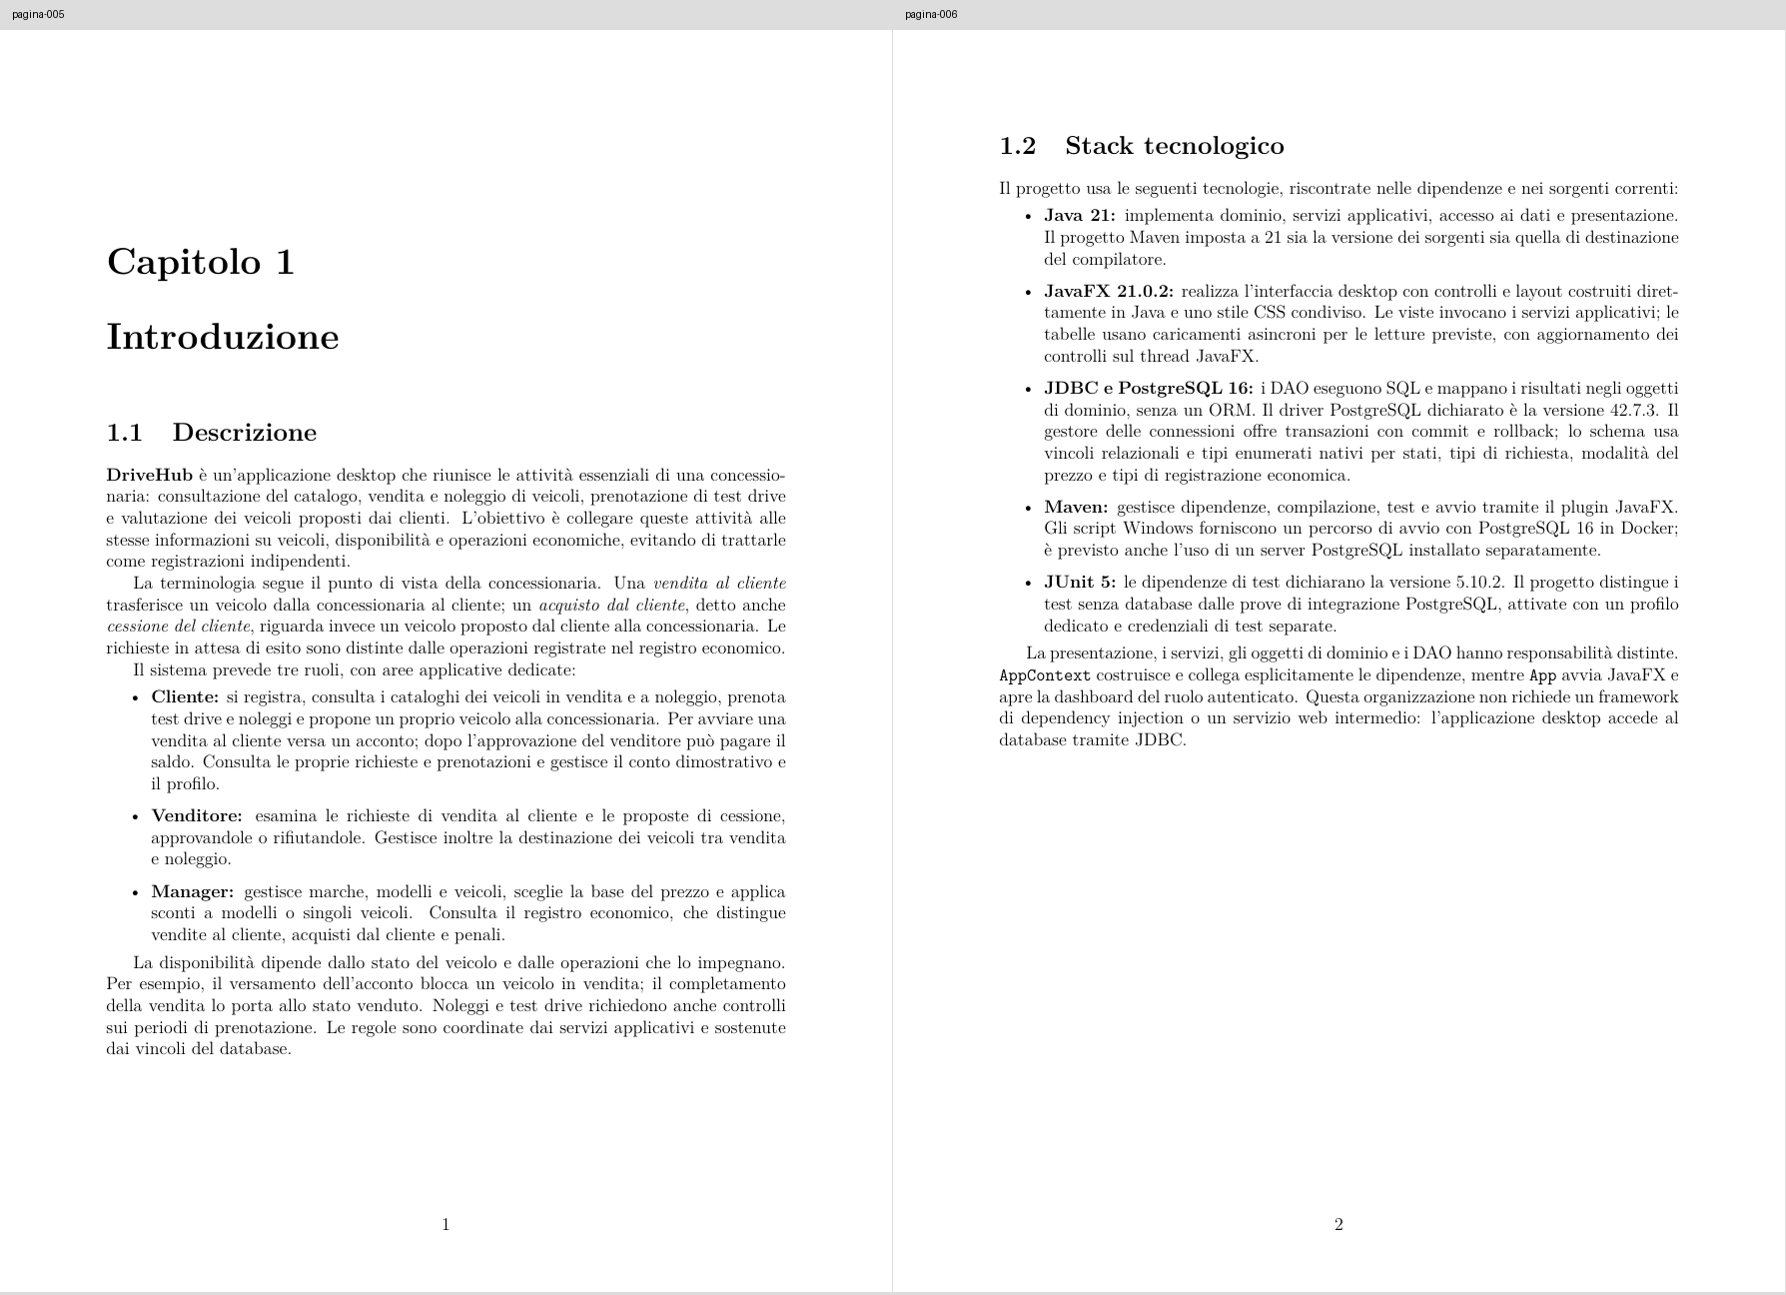 pagina-005
Capitolo 1
Introduzione
1.1 Descrizione
DriveHub è un'applicazione desktop che riunisce le attività essenziali di una concessio-
naria: consultazione del catalogo, vendita e noleggio di veicoli, prenotazione di test drive
e valutazione dei veicoli proposti dai clienti. L'obiettivo è collegare queste attività alle
stesse informazioni su veicoli, disponibilità e operazioni economiche, evitando di trattarle
come registrazioni indipendenti.
La terminologia segue il punto di vista della concessionaria. Una vendita al cliente
trasferisce un veicolo dalla concessionaria al cliente; un acquisto dal cliente, detto anche
cessione del cliente, riguarda invece un veicolo proposto dal cliente alla concessionaria. Le
richieste in attesa di esito sono distinte dalle operazioni registrate nel registro economico.
Il sistema prevede tre ruoli, con aree applicative dedicate:
• Cliente: si registra, consulta i cataloghi dei veicoli in vendita e a noleggio, prenota
test drive e noleggi e propone un proprio veicolo alla concessionaria. Per avviare una
vendita al cliente versa un acconto; dopo l'approvazione del venditore può pagare il
saldo. Consulta le proprie richieste e prenotazioni e gestisce il conto dimostrativo e
il profilo.
• Venditore: esamina le richieste di vendita al cliente e le proposte di cessione,
approvandole o rifiutandole. Gestisce inoltre la destinazione dei veicoli tra vendita
e noleggio.
• Manager: gestisce marche, modelli e veicoli, sceglie la base del prezzo e applica
sconti a modelli o singoli veicoli. Consulta il registro economico, che distingue
vendite al cliente, acquisti dal cliente e penali.
La disponibilità dipende dallo stato del veicolo e dalle operazioni che lo impegnano.
Per esempio, il versamento dell'acconto blocca un veicolo in vendita; il completamento
della vendita lo porta allo stato venduto. Noleggi e test drive richiedono anche controlli
sui periodi di prenotazione. Le regole sono coordinate dai servizi applicativi e sostenute
dai vincoli del database.
1
pagina-006
1.2 Stack tecnologico
Il progetto usa le seguenti tecnologie, riscontrate nelle dipendenze e nei sorgenti correnti:
• Java 21: implementa dominio, servizi applicativi, accesso ai dati e presentazione.
Il progetto Maven imposta a 21 sia la versione dei sorgenti sia quella di destinazione
del compilatore.
• JavaFX 21.0.2: realizza l'interfaccia desktop con controlli e layout costruiti diret-
tamente in Java e uno stile CSS condiviso. Le viste invocano i servizi applicativi; le
tabelle usano caricamenti asincroni per le letture previste, con aggiornamento dei
controlli sul thread JavaFX.
• JDBC e PostgreSQL 16: i DAO eseguono SQL e mappano i risultati negli oggetti
di dominio, senza un ORM. Il driver PostgreSQL dichiarato è la versione 42.7.3. Il
gestore delle connessioni offre transazioni con commit e rollback; lo schema usa
vincoli relazionali e tipi enumerati nativi per stati, tipi di richiesta, modalità del
prezzo e tipi di registrazione economica.
• Maven: gestisce dipendenze, compilazione, test e avvio tramite il plugin JavaFX.
Gli script Windows forniscono un percorso di avvio con PostgreSQL 16 in Docker;
è previsto anche l'uso di un server PostgreSQL installato separatamente.
• JUnit 5: le dipendenze di test dichiarano la versione 5.10.2. Il progetto distingue i
test senza database dalle prove di integrazione PostgreSQL, attivate con un profilo
dedicato e credenziali di test separate.
La presentazione, i servizi, gli oggetti di dominio e i DAO hanno responsabilità distinte.
AppContext costruisce e collega esplicitamente le dipendenze, mentre App avvia JavaFX e
apre la dashboard del ruolo autenticato. Questa organizzazione non richiede un framework
di dependency injection o un servizio web intermedio: l'applicazione desktop accede al
database tramite JDBC.
2